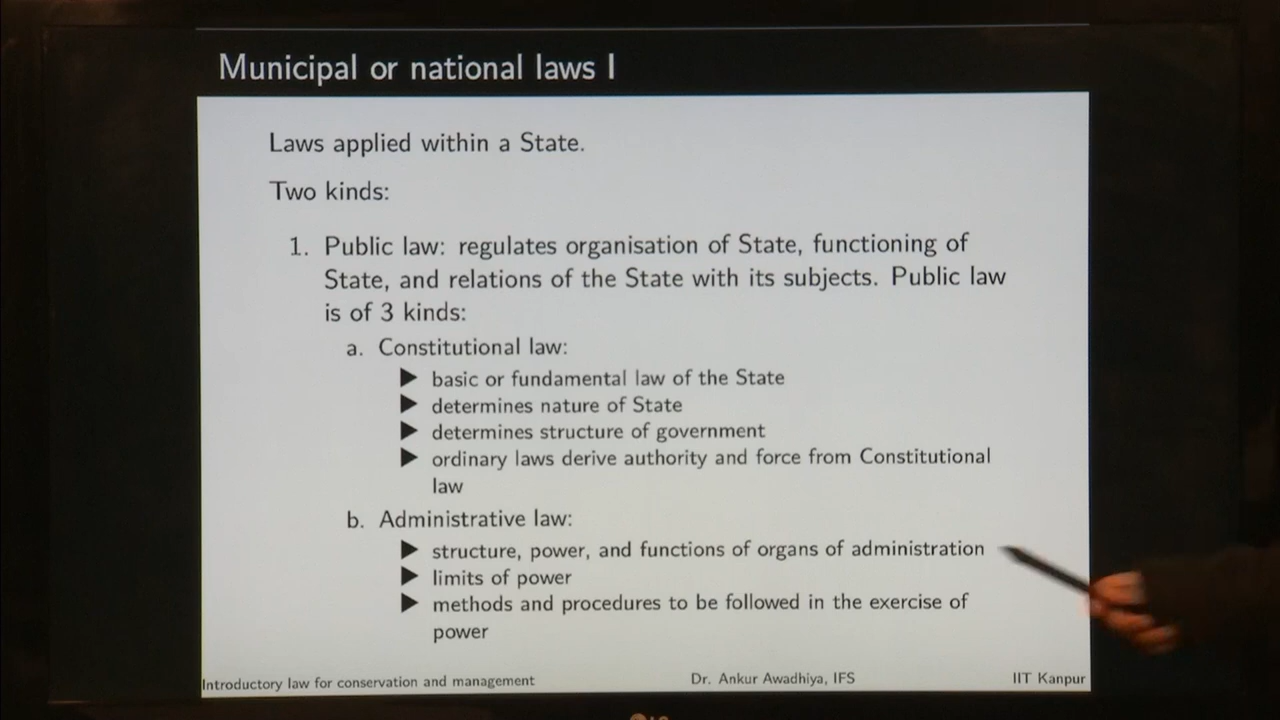 Municipal or national laws I
Laws applied within a State.
Two kinds:
1. Public law: regulates organisation of State, functioning of
State, and relations of the State with its subjects. Public law
is of 3 kinds:
a. Constitutional law:
▶ basic or fundamental law of the State
▶ determines nature of State
▶ determines structure of government
▶ ordinary laws derive authority and force from Constitutional
law
b. Administrative law:
▶ structure, power, and functions of organs of administration
▶ limits of power
▶ methods and procedures to be followed in the exercise of
power
Introductory law for conservation and management Dr. Ankur Awadhiya, IFS IIT Kanpur